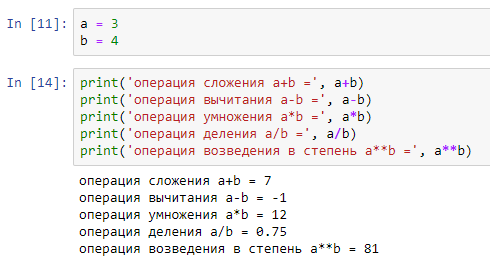 In [11]: a = 3
b = 4
In [14]: print('операция сложения a+b =', a+b)
print('операция вычитания a-b =', a-b)
print('операция умножения a*b =', a*b)
print('операция деления a/b =', a/b)
print('операция возведения в степень a**b =', a**b)
операция сложения a+b = 7
операция вычитания a-b = -1
операция умножения a*b = 12
операция деления a/b = 0.75
операция возведения в степень a**b = 81